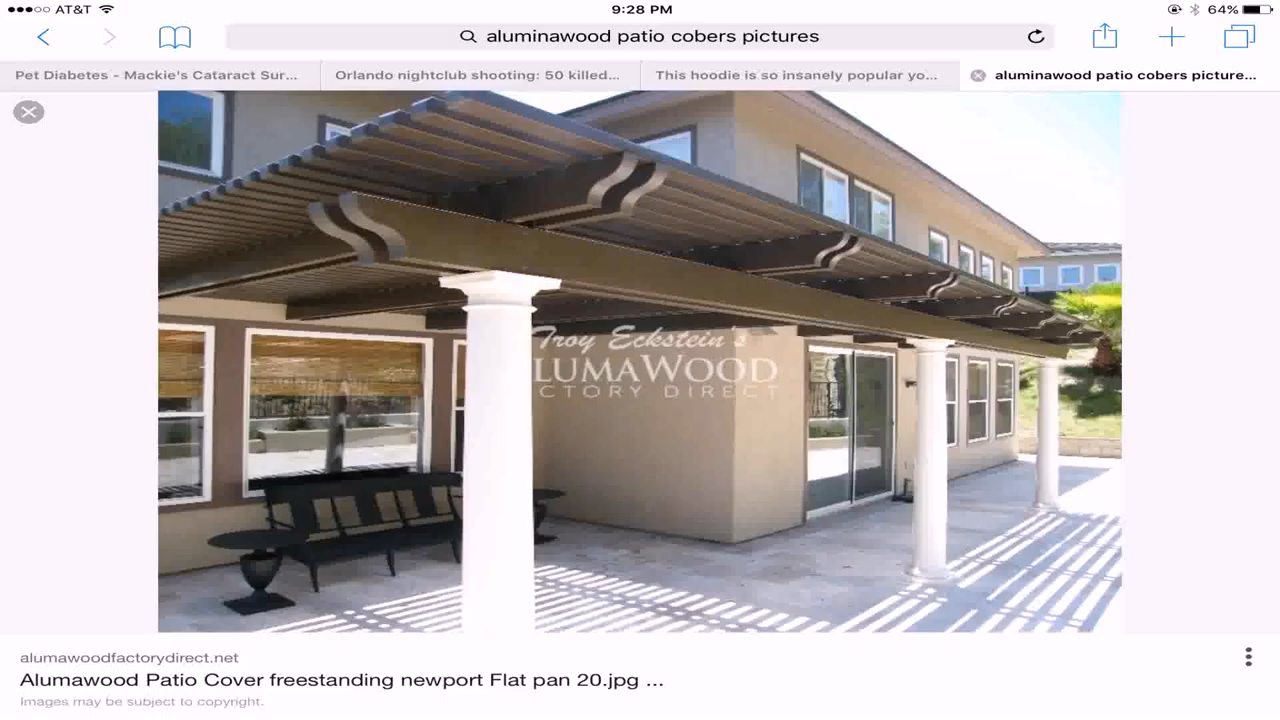 AT&T 9:28 PM 64%
aluminawood patio cobers pictures
Pet Diabetes - Mackie's Cataract Sur... Orlando nightclub shooting: 50 killed... This hoodie is so insanely popular yo... aluminawood patio cobers picture...
Troy Eckstein's
LUMAWOOD
CTORY DIRECT
alumawoodfactorydirect.net
Alumawood Patio Cover freestanding newport Flat pan 20.jpg ...
Images may be subject to copyright.